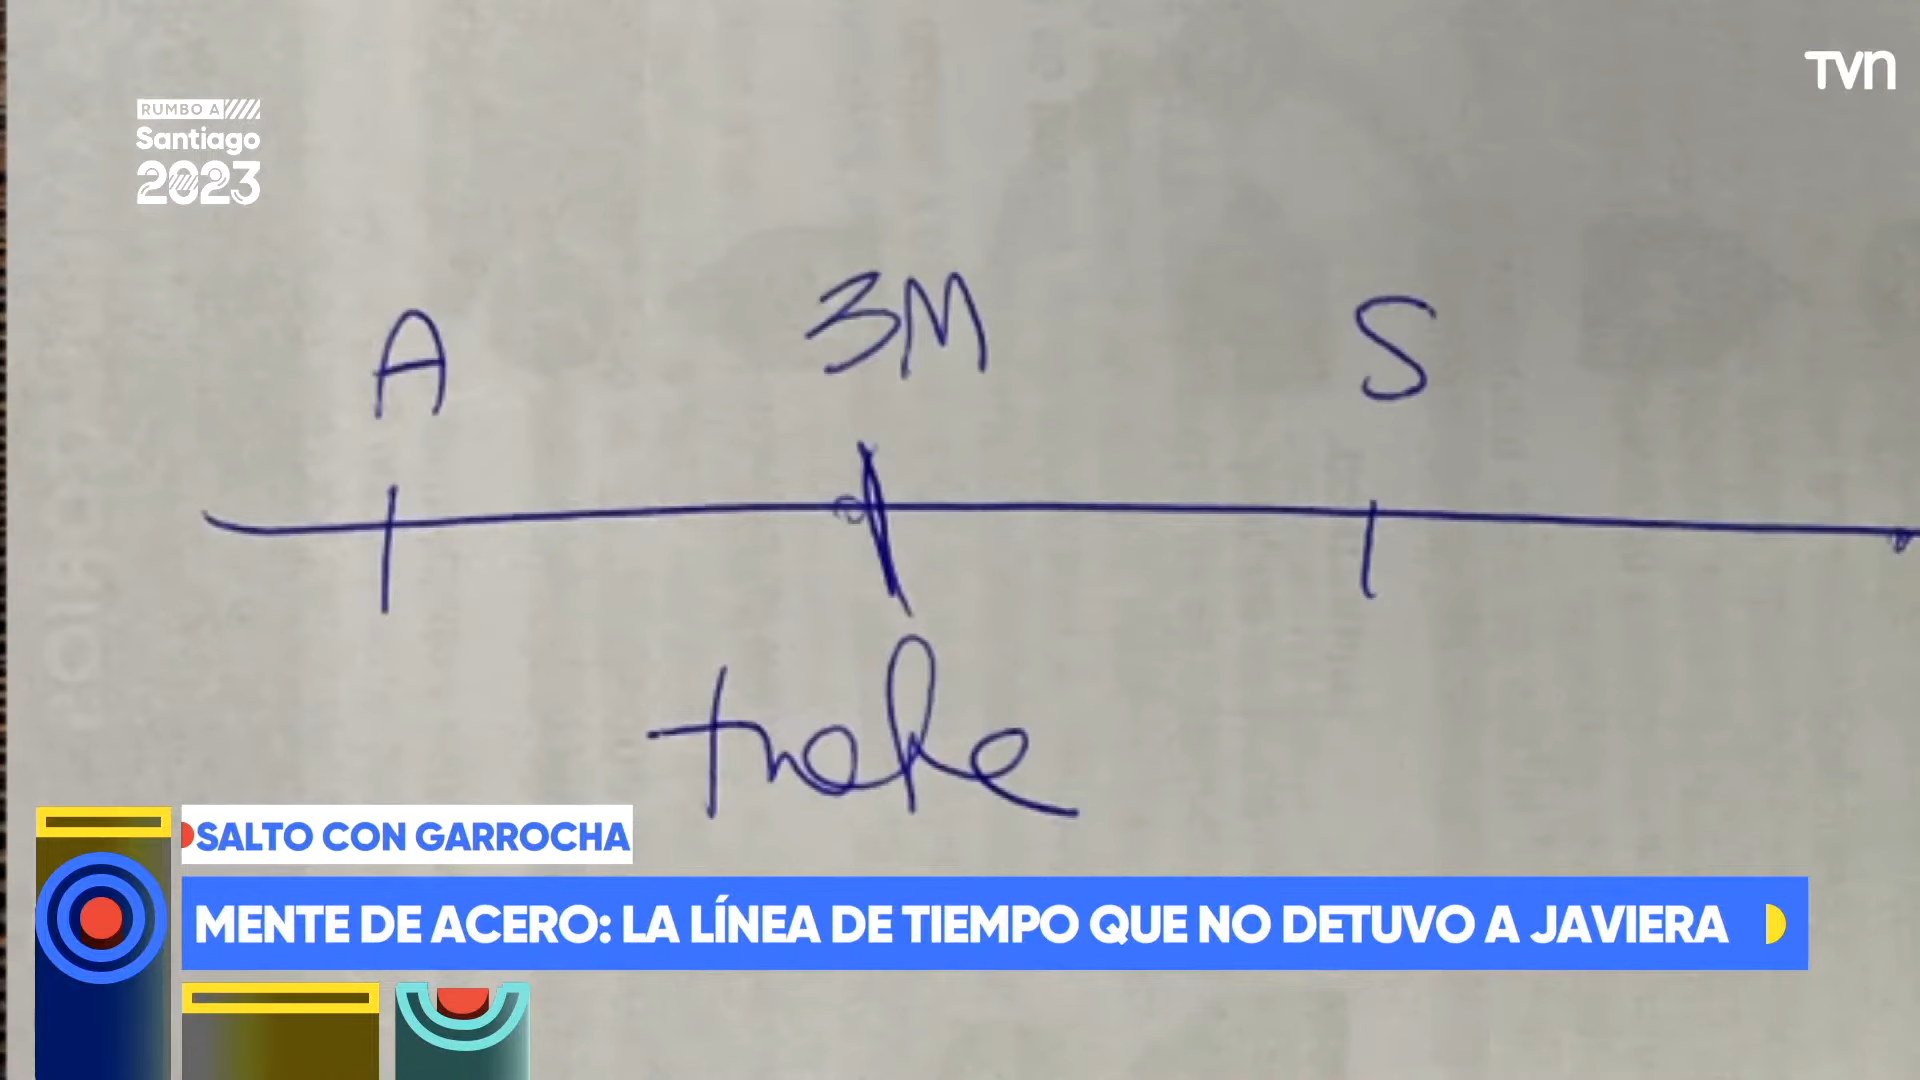 TVN
RUMBO A
Santiago
2023
A
3M
S
SALTO CON GARROCHA
MENTE DE ACERO: LA LÍNEA DE TIEMPO QUE NO DETUVO A JAVIERA